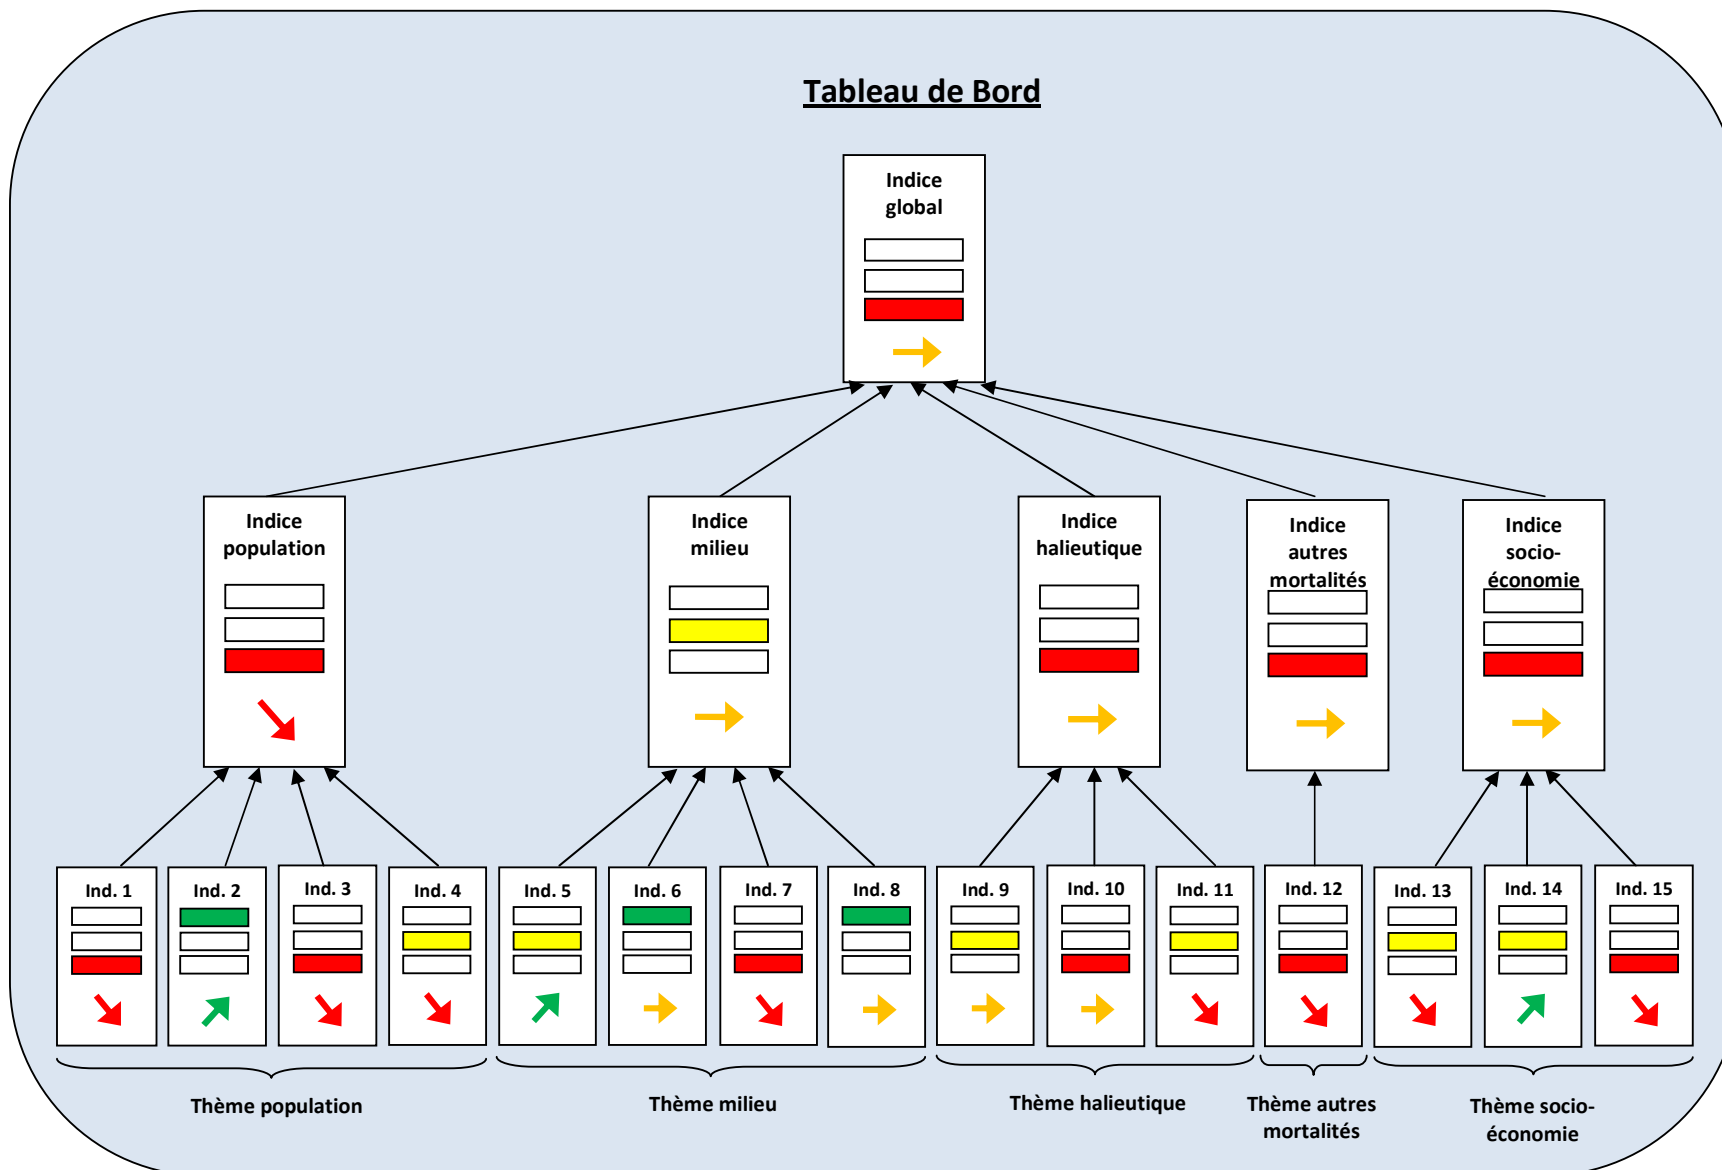 Tableau de Bord
Indice
global
Indice
population
Indice
milieu
Indice
halieutique
Indice
autres
mortalités
Indice
socio-
économie
Ind. 1
Ind. 2
Ind. 3
Ind. 4
Ind. 5
Ind. 6
Ind. 7
Ind. 8
Ind. 9
Ind. 10
Ind. 11
Ind. 12
Ind. 13
Ind. 14
Ind. 15
Thème population
Thème milieu
Thème halieutique
Thème autres
mortalités
Thème socio-
économie